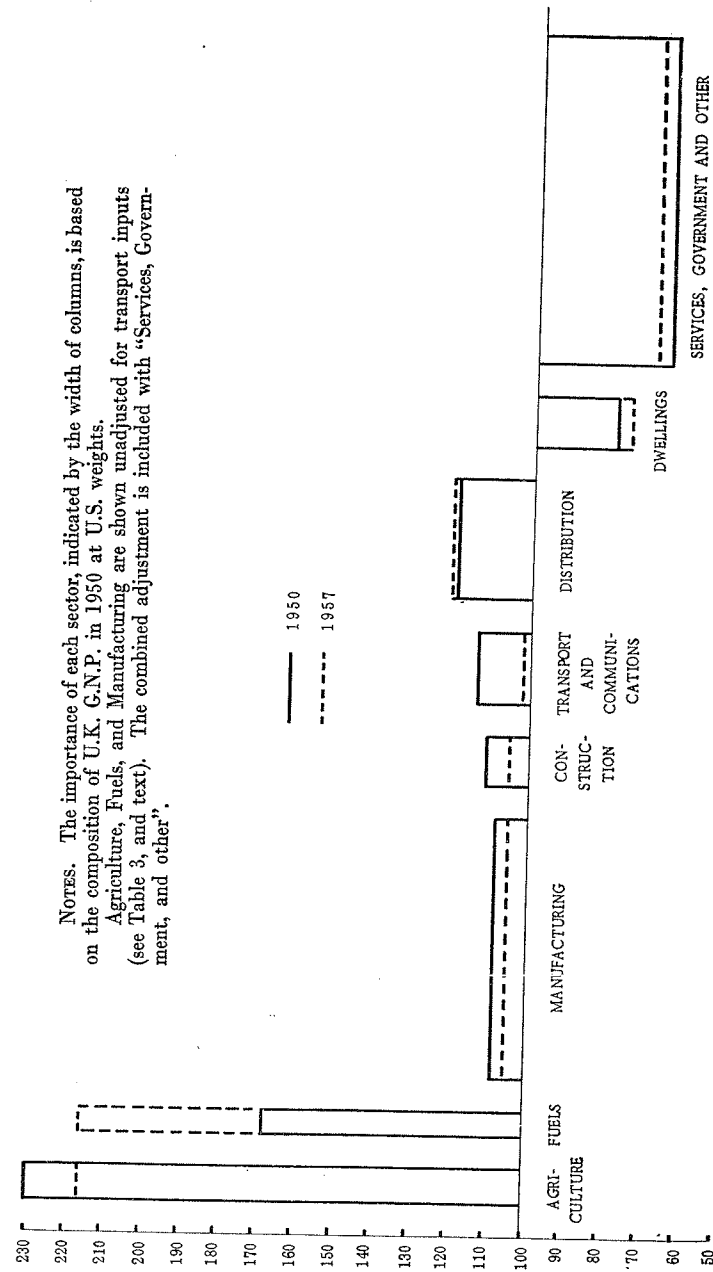 NOTES. The importance of each sector, indicated by the width of columns, is based
on the composition of U.K. G.N.P. in 1950 at U.S. weights.
Agriculture, Fuels, and Manufacturing are shown unadjusted for transport inputs
(see Table 3, and text). The combined adjustment is included with “Services, Govern-
ment, and other”.
1950
1957
230
220
210
200
190
180
170
160
150
140
130
120
110
100
90
80
70
60
50
AGRI-
CULTURE
FUELS
MANUFACTURING
CON-
STRUC-
TION
TRANSPORT
AND
COMMUNI-
CATIONS
DISTRIBUTION
DWELLINGS
SERVICES, GOVERNMENT AND OTHER